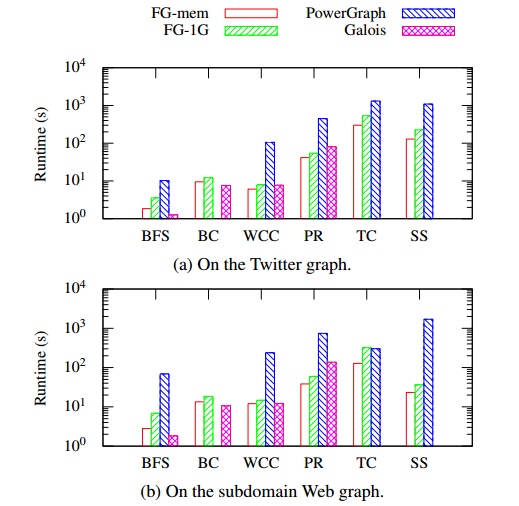 FG-mem PowerGraph
FG-1G Galois
10^4
10^3
10^2
10^1
10^0
Runtime (s)
BFS BC WCC PR TC SS
(a) On the Twitter graph.
10^4
10^3
10^2
10^1
10^0
Runtime (s)
BFS BC WCC PR TC SS
(b) On the subdomain Web graph.